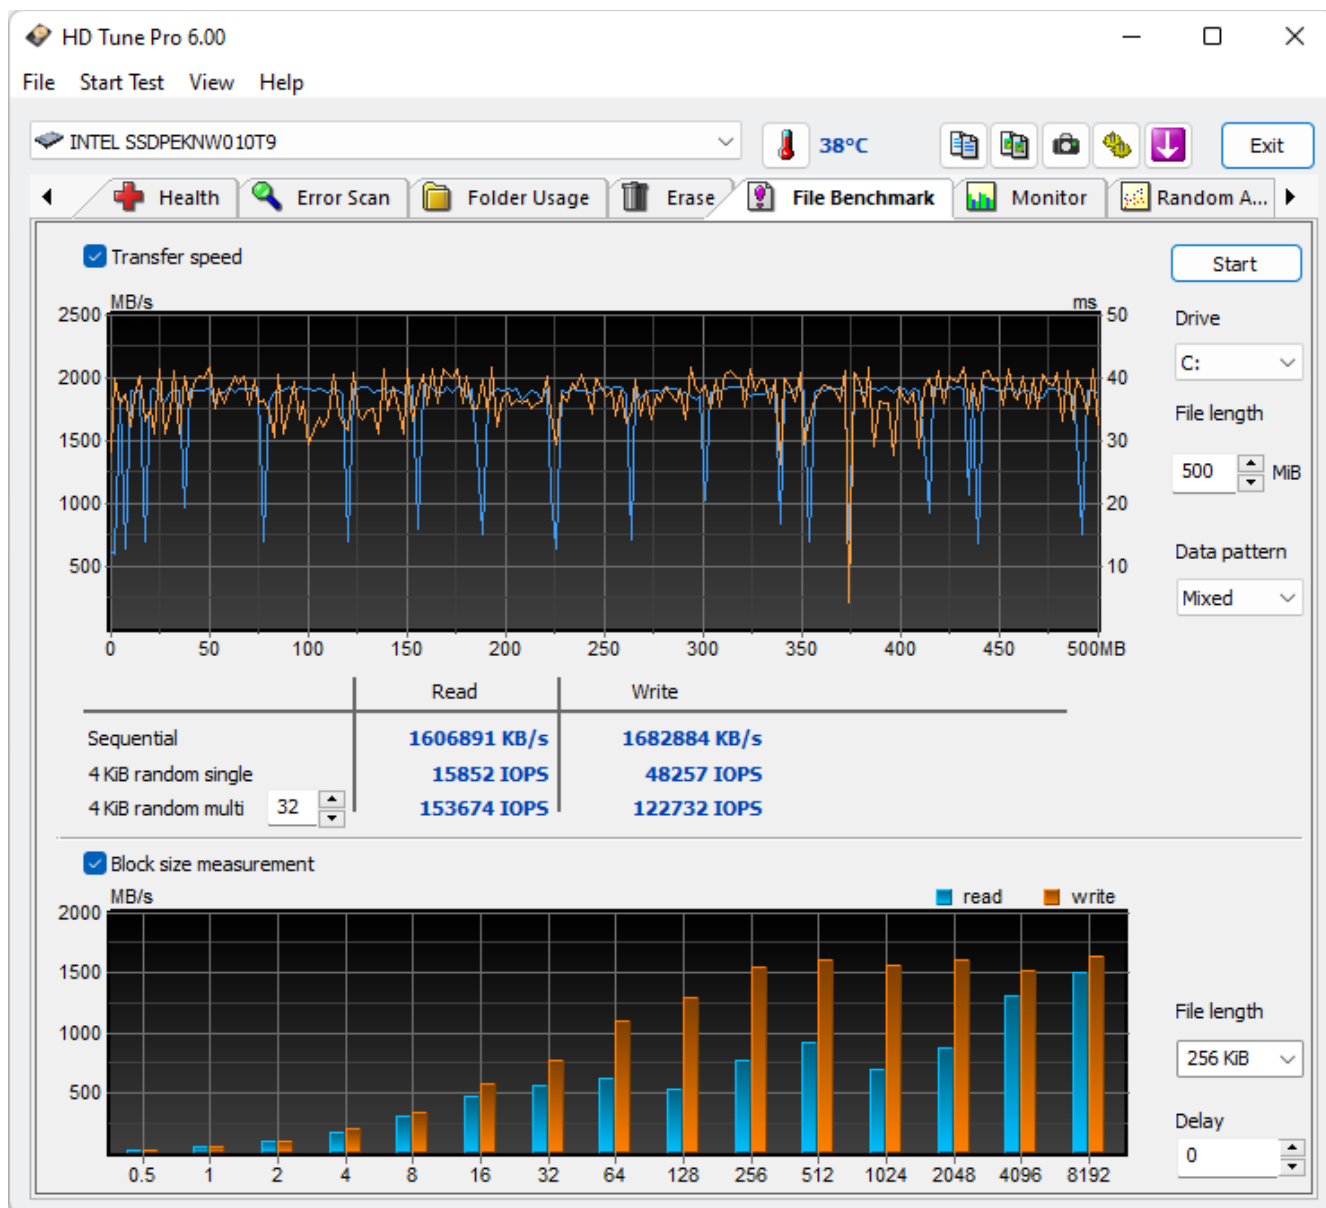 HD Tune Pro 6.00
File Start Test View Help
INTEL SSDPEKNW010T9 38°C Exit
Health Error Scan Folder Usage Erase File Benchmark Monitor Random A...
Transfer speed
Start
MB/s ms
2500 50
2000 40
1500 30
1000 20
500 10
0 50 100 150 200 250 300 350 400 450 500MB
Drive
C:
File length
500 MiB
Data pattern
Mixed
Read Write
Sequential 1606891 KB/s 1682884 KB/s
4 KiB random single 15852 IOPS 48257 IOPS
4 KiB random multi 32 153674 IOPS 122732 IOPS
Block size measurement
MB/s read write
2000
1500
1000
500
0.5 1 2 4 8 16 32 64 128 256 512 1024 2048 4096 8192
File length
256 KiB
Delay
0